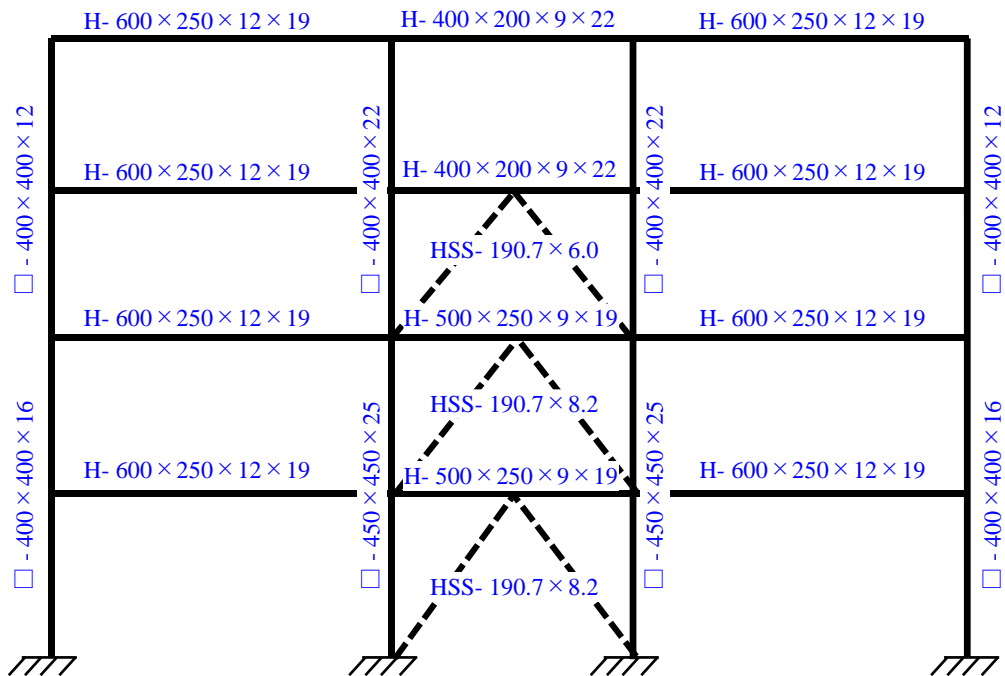 H- 600×250×12×19
H- 400×200×9×22
H- 600×250×12×19
□ - 400×400×12
□ - 400×400×22
□ - 400×400×22
□ - 400×400×12
H- 600×250×12×19
H- 400×200×9×22
H- 600×250×12×19
HSS- 190.7×6.0
H- 600×250×12×19
H- 500×250×9×19
H- 600×250×12×19
□ - 400×400×16
□ - 450×450×25
□ - 450×450×25
□ - 400×400×16
HSS- 190.7×8.2
H- 600×250×12×19
H- 500×250×9×19
H- 600×250×12×19
HSS- 190.7×8.2